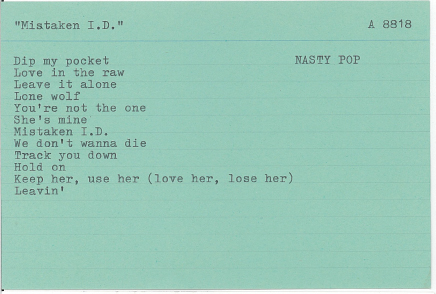 "Mistaken I.D." A 8818
Dip my pocket NASTY POP
Love in the raw
Leave it alone
Lone wolf
You're not the one
She's mine
Mistaken I.D.
We don't wanna die
Track you down
Hold on
Keep her, use her (love her, lose her)
Leavin'